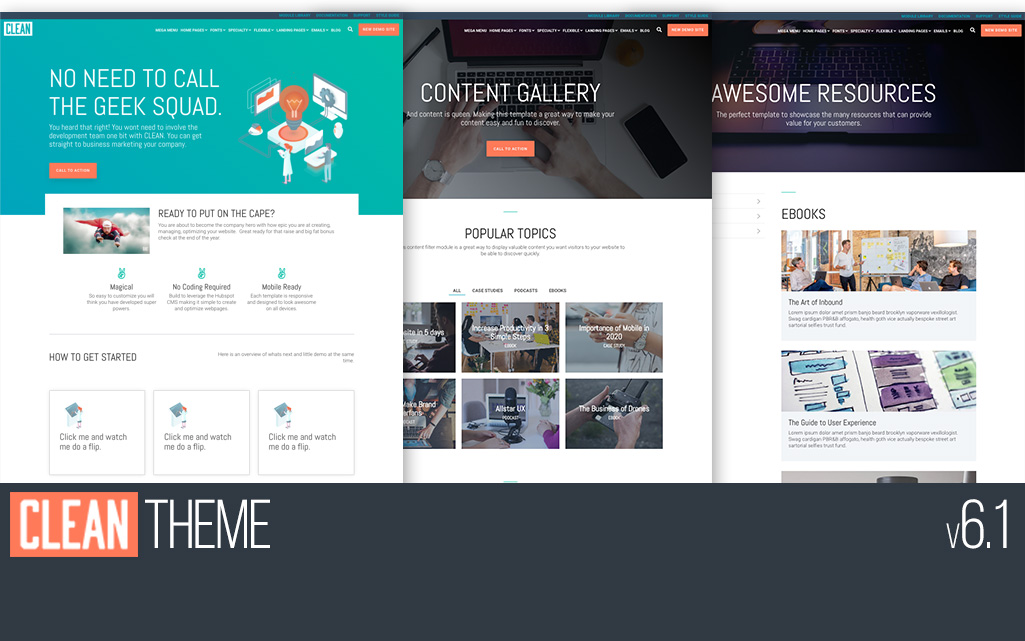 MODULE LIBRARY DOCUMENTATION SUPPORT STYLE GUIDE
CLEAN
MEGA MENU HOME PAGES FONTS SPECIALTY FLEXIBLE LANDING PAGES EMAILS BLOG NEW DEMO SITE
NO NEED TO CALL
THE GEEK SQUAD.
You heard that right! You wont need to involve the
development team one bit with CLEAN. You can get
straight to business marketing your company.
CALL TO ACTION
READY TO PUT ON THE CAPE?
You are about to become the company hero with how epic you are at creating,
managing, optimizing your website. Great ready for that raise and big fat bonus
check at the end of the year.
Magical
So easy to customize you will
think you have developed super
powers.
No Coding Required
Build to leverage the Hubspot
CMS making it simple to create
and optimize webpages.
Mobile Ready
Each template is responsive
and designed to look awesome
on all devices.
HOW TO GET STARTED
Here is an overview of whats next and little demo at the same
time.
Click me and watch
me do a flip.
Click me and watch
me do a flip.
Click me and watch
me do a flip.
MODULE LIBRARY DOCUMENTATION SUPPORT STYLE GUIDE
MEGA MENU HOME PAGES FONTS SPECIALTY FLEXIBLE LANDING PAGES EMAILS BLOG NEW DEMO SITE
CONTENT GALLERY
And content is queen. Making this template a great way to make your
content easy and fun to discover.
CALL TO ACTION
POPULAR TOPICS
content filter module is a great way to display valuable content you want visitors to your website to
be able to discover quickly.
ALL CASE STUDIES PODCASTS EBOOKS
site in 5 days
Increase Productivity in 3
Simple Steps
EBOOK
Importance of Mobile in
2020
CASE STUDY
Make Brand
Allstar UX
PODCAST
The Business of Drones
EBOOK
MODULE LIBRARY DOCUMENTATION SUPPORT STYLE GUIDE
MEGA MENU HOME PAGES FONTS SPECIALTY FLEXIBLE LANDING PAGES EMAILS BLOG NEW DEMO SITE
AWESOME RESOURCES
The perfect template to showcase the many resources that can provide
value for your customers.
EBOOKS
The Art of Inbound
Lorem ipsum dolor amet prism banjo beard brooklyn vaporware vexillologist.
Swag cardigan PBR&B affogato, health goth vice actually bespoke street art
sartorial selfies trust fund.
The Guide to User Experience
Lorem ipsum dolor amet prism banjo beard brooklyn vaporware vexillologist.
Swag cardigan PBR&B affogato, health goth vice actually bespoke street art
sartorial selfies trust fund.
CLEAN THEME
v6.1